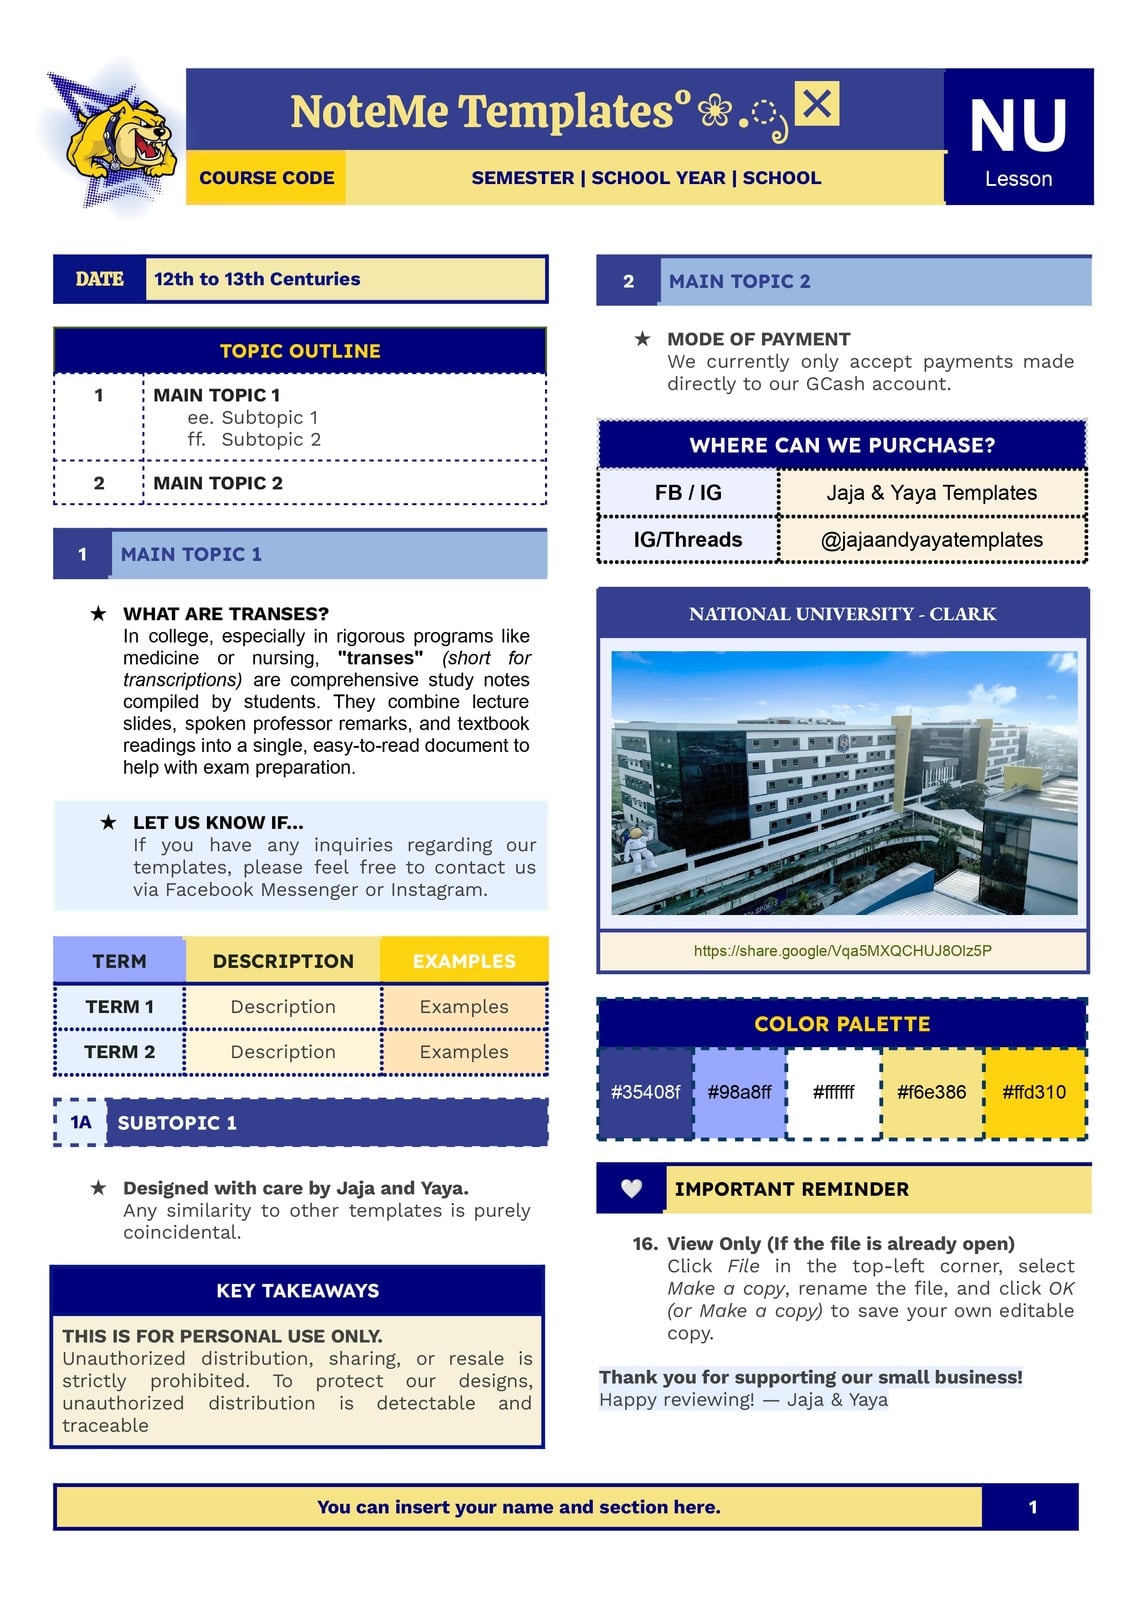 NoteMe Templates°❀.ೃ
COURSE CODE
SEMESTER | SCHOOL YEAR | SCHOOL
NU
Lesson
DATE
12th to 13th Centuries
TOPIC OUTLINE
1
MAIN TOPIC 1
ee. Subtopic 1
ff. Subtopic 2
2
MAIN TOPIC 2
1
MAIN TOPIC 1
★ WHAT ARE TRANSES?
In college, especially in rigorous programs like
medicine or nursing, "transes" (short for
transcriptions) are comprehensive study notes
compiled by students. They combine lecture
slides, spoken professor remarks, and textbook
readings into a single, easy-to-read document to
help with exam preparation.
★ LET US KNOW IF...
If you have any inquiries regarding our
templates, please feel free to contact us
via Facebook Messenger or Instagram.
TERM DESCRIPTION EXAMPLES
TERM 1 Description Examples
TERM 2 Description Examples
1A SUBTOPIC 1
★ Designed with care by Jaja and Yaya.
Any similarity to other templates is purely
coincidental.
KEY TAKEAWAYS
THIS IS FOR PERSONAL USE ONLY.
Unauthorized distribution, sharing, or resale is
strictly prohibited. To protect our designs,
unauthorized distribution is detectable and
traceable
2 MAIN TOPIC 2
★ MODE OF PAYMENT
We currently only accept payments made
directly to our GCash account.
WHERE CAN WE PURCHASE?
FB / IG Jaja & Yaya Templates
IG/Threads @jajaandyayatemplates
NATIONAL UNIVERSITY - CLARK
https://share.google/Vqa5MXQCHUJ8Olz5P
COLOR PALETTE
#35408f #98a8ff #ffffff #f6e386 #ffd310
🤍 IMPORTANT REMINDER
16. View Only (If the file is already open)
Click File in the top-left corner, select
Make a copy, rename the file, and click OK
(or Make a copy) to save your own editable
copy.
Thank you for supporting our small business!
Happy reviewing! — Jaja & Yaya
You can insert your name and section here.
1